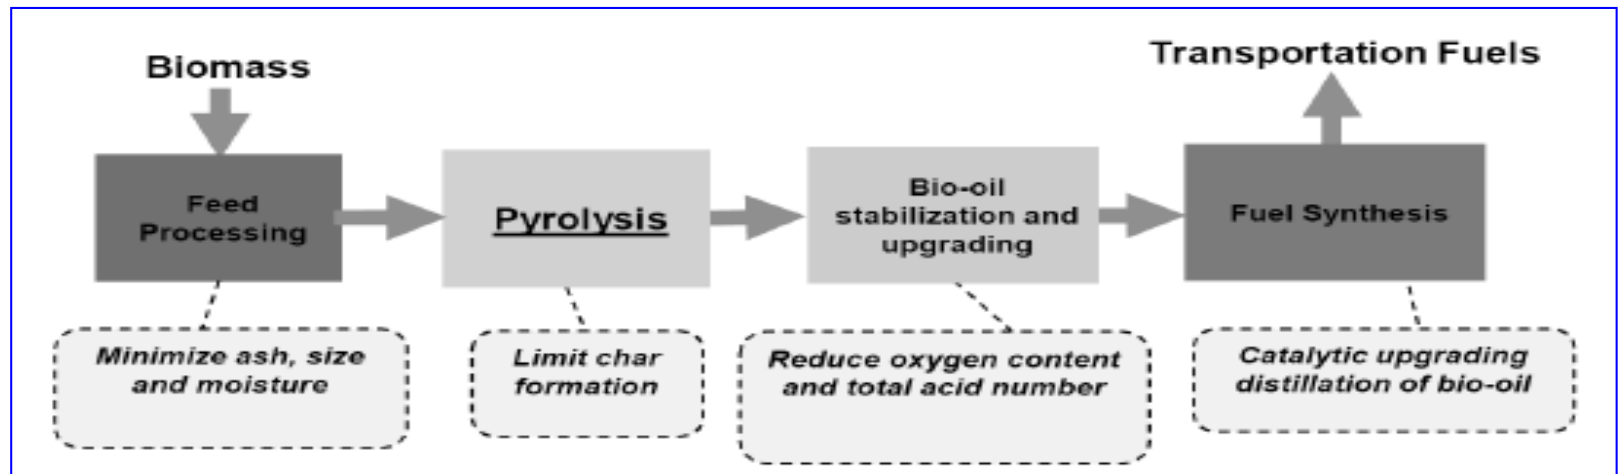 Biomass
Transportation Fuels
Feed
Processing
Pyrolysis
Bio-oil
stabilization and
upgrading
Fuel Synthesis
Minimize ash, size
and moisture
Limit char
formation
Reduce oxygen content
and total acid number
Catalytic upgrading
distillation of bio-oil